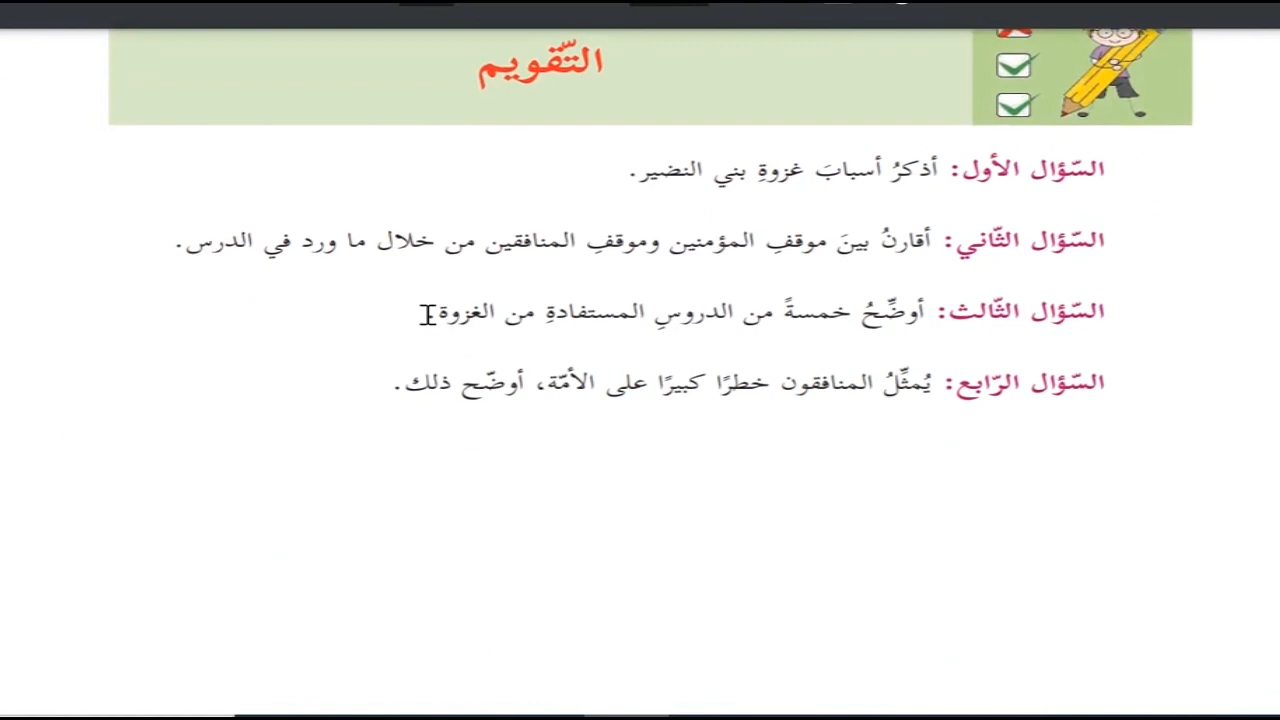 التّقويم
السّؤال الأول: أذكرُ أسبابَ غزوةِ بني النضير.
السّؤال الثّاني: أقارنُ بينَ موقفِ المؤمنين وموقفِ المنافقين من خلال ما ورد في الدرس.
السّؤال الثّالث: أوضِّحُ خمسةً من الدروسِ المستفادةِ من الغزوة
السّؤال الرّابع: يُمثِّلُ المنافقون خطرًا كبيرًا على الأمّة، أوضّح ذلك.